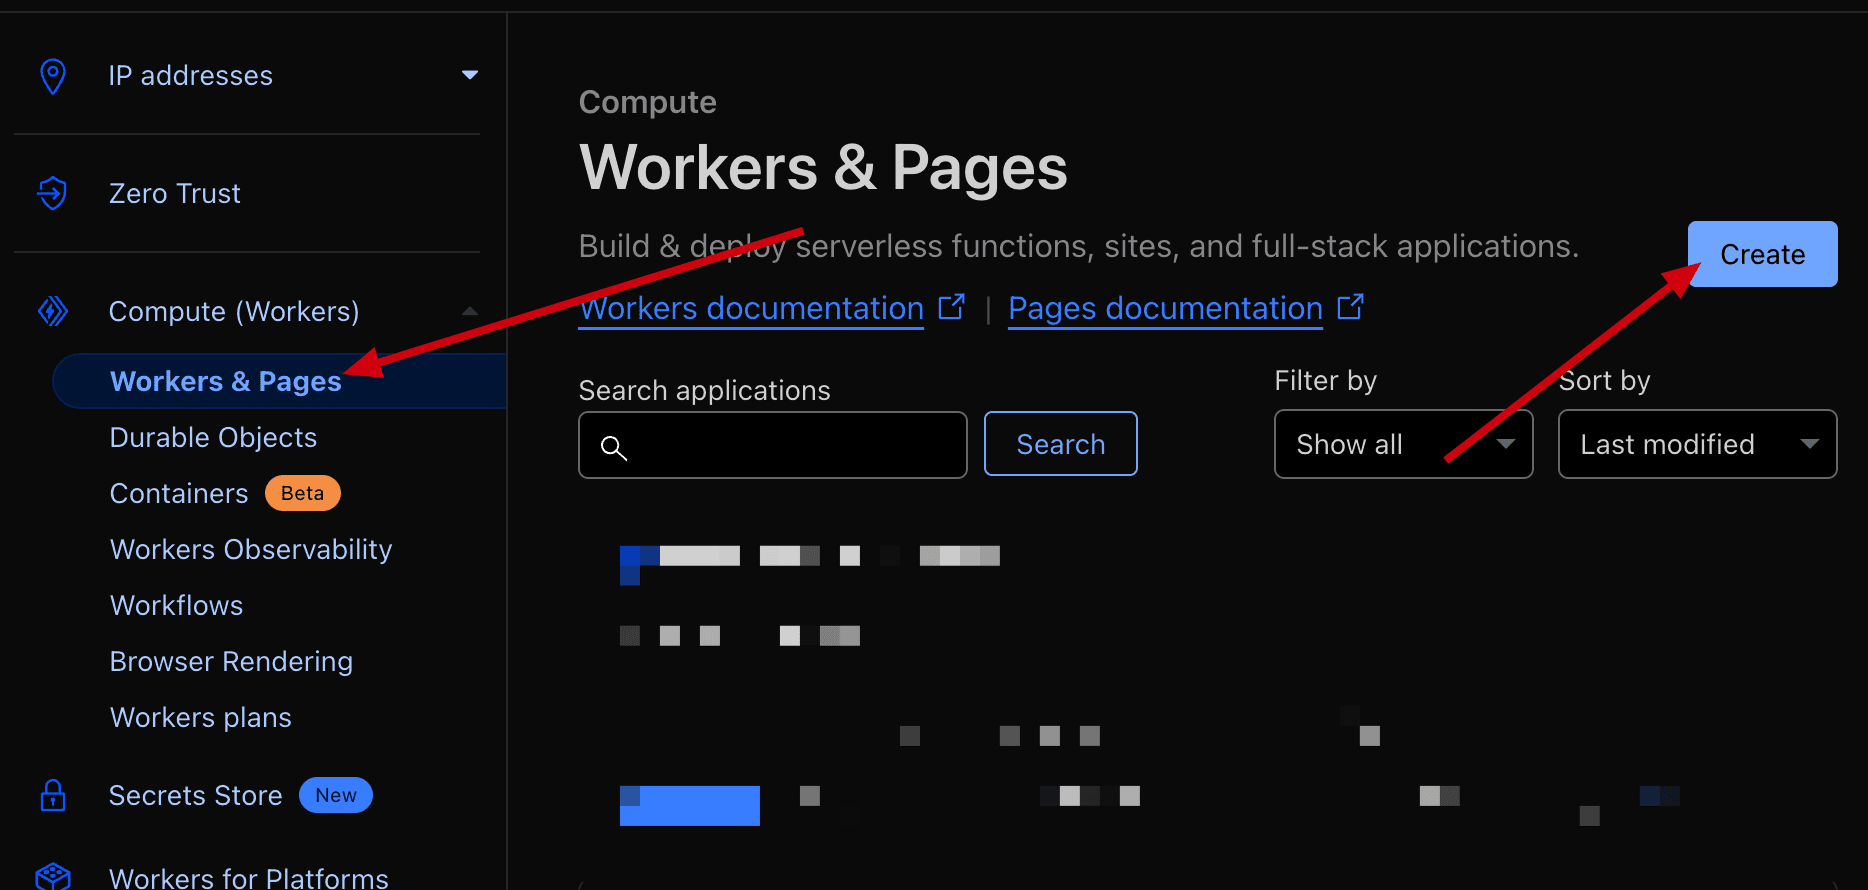 IP addresses
Zero Trust
Compute (Workers)
Workers & Pages
Durable Objects
Containers Beta
Workers Observability
Workflows
Browser Rendering
Workers plans
Secrets Store New
Workers for Platforms
Compute
Workers & Pages
Build & deploy serverless functions, sites, and full-stack applications.
Create
Workers documentation | Pages documentation
Search applications
Search
Filter by
Show all
Sort by
Last modified